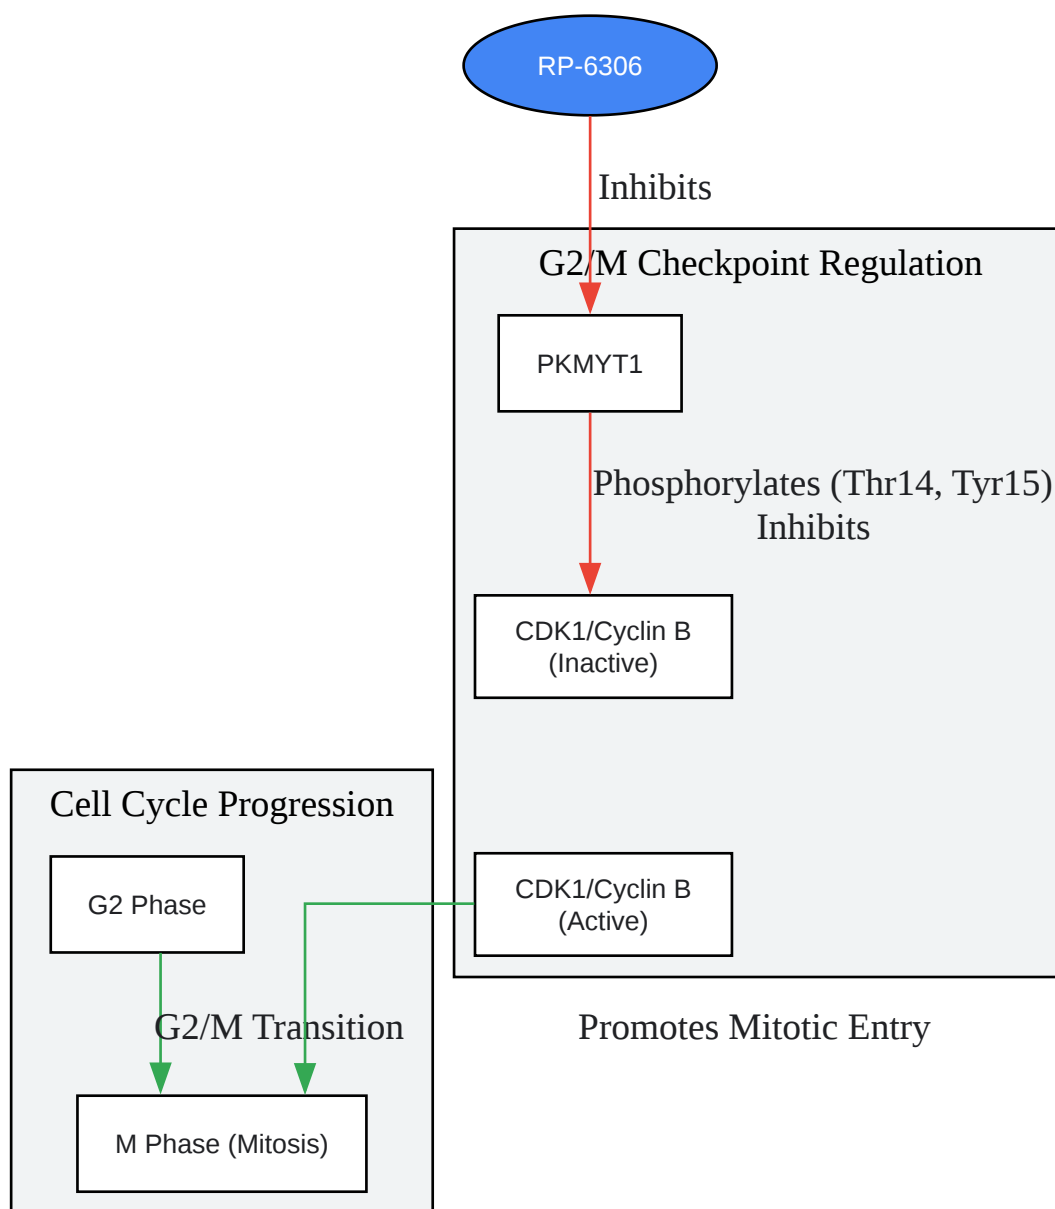 RP-6306
Inhibits
G2/M Checkpoint Regulation
PKMYT1
Phosphorylates (Thr14, Tyr15)
Inhibits
CDK1/Cyclin B
(Inactive)
Cell Cycle Progression
G2 Phase
CDK1/Cyclin B
(Active)
G2/M Transition
Promotes Mitotic Entry
M Phase (Mitosis)